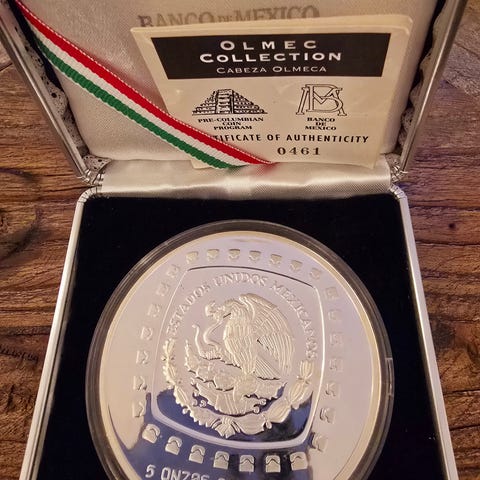 BANCO DE MEXICO
OLMEC
COLLECTION
CABEZA OLMECA
PRE-COLUMBIAN
COIN
PROGRAM
BANCO
DE
MEXICO
CERTIFICATE OF AUTHENTICITY
0461
ESTADOS UNIDOS MEXICANOS
5 ONZAS